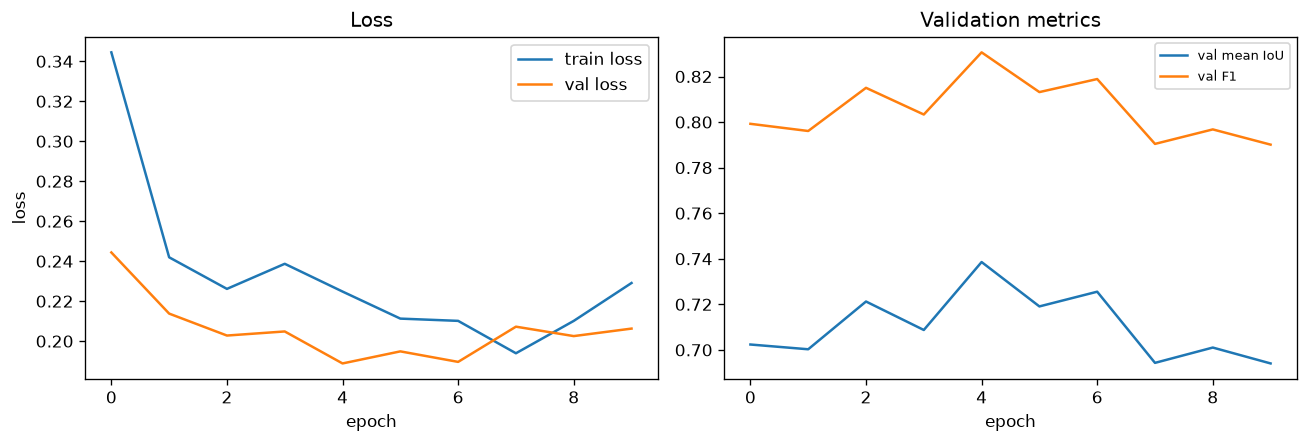 Loss
0.34
0.32
0.30
0.28
0.26
0.24
0.22
0.20
loss
0
2
4
6
8
epoch
train loss
val loss
Validation metrics
0.82
0.80
0.78
0.76
0.74
0.72
0.70
0
2
4
6
8
epoch
val mean IoU
val F1